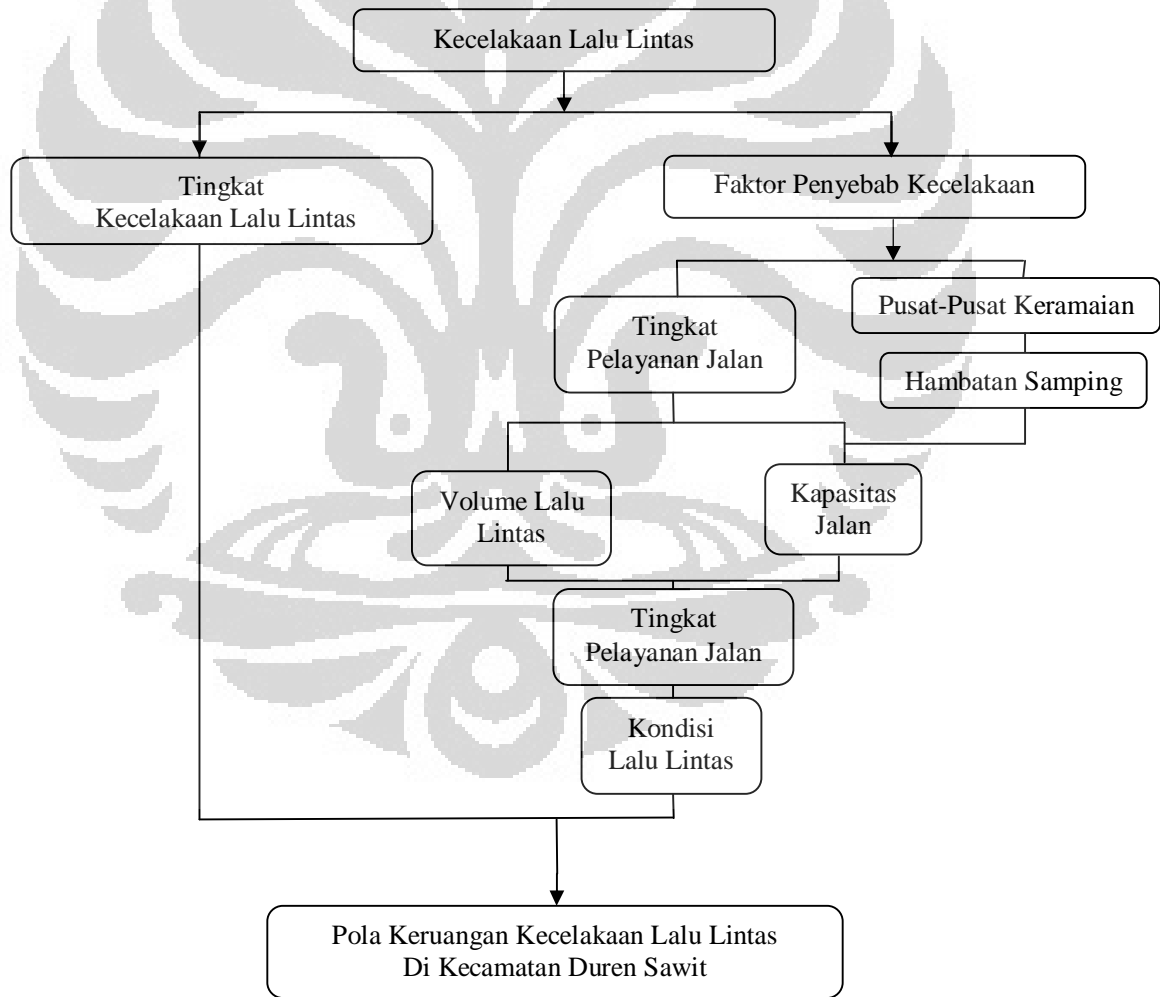 Kecelakaan Lalu Lintas
Tingkat
Kecelakaan Lalu Lintas
Faktor Penyebab Kecelakaan
Tingkat
Pelayanan Jalan
Pusat-Pusat Keramaian
Hambatan Samping
Volume Lalu
Lintas
Kapasitas
Jalan
Tingkat
Pelayanan Jalan
Kondisi
Lalu Lintas
Pola Keruangan Kecelakaan Lalu Lintas
Di Kecamatan Duren Sawit